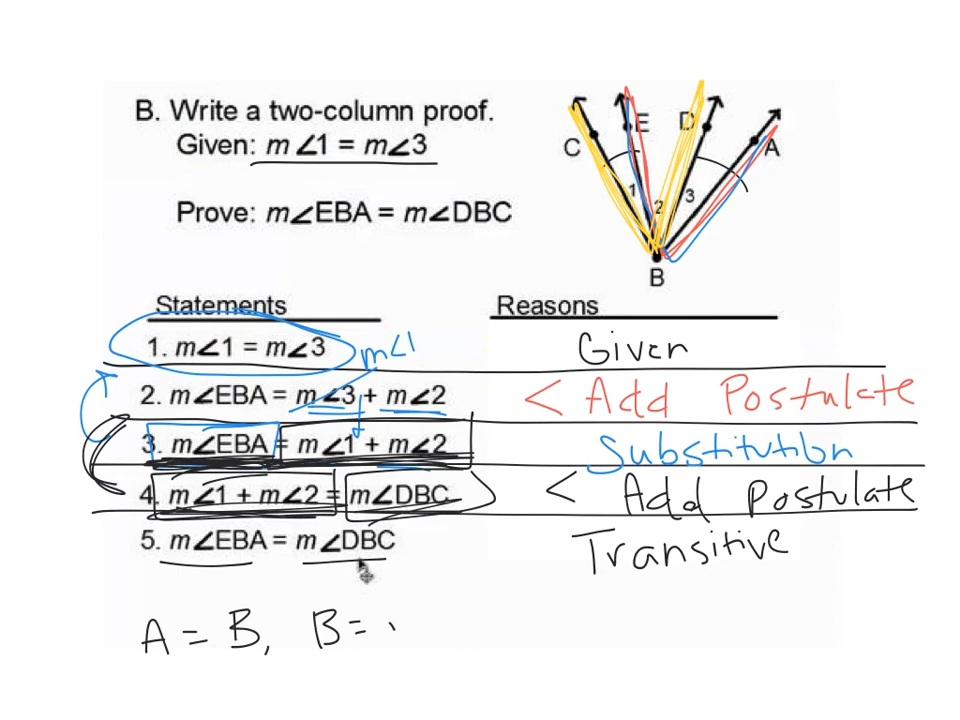 B. Write a two-column proof.
Given: m∠1 = m∠3
Prove: m∠EBA = m∠DBC
C E D A
1 2 3
B
Statements Reasons
1. m∠1 = m∠3 m∠1 Given
2. m∠EBA = m∠3 + m∠2 < Add Postulate
3. m∠EBA = m∠1 + m∠2 Substitution
4. m∠1 + m∠2 = m∠DBC < Add Postulate
5. m∠EBA = m∠DBC Transitive
A = B, B =